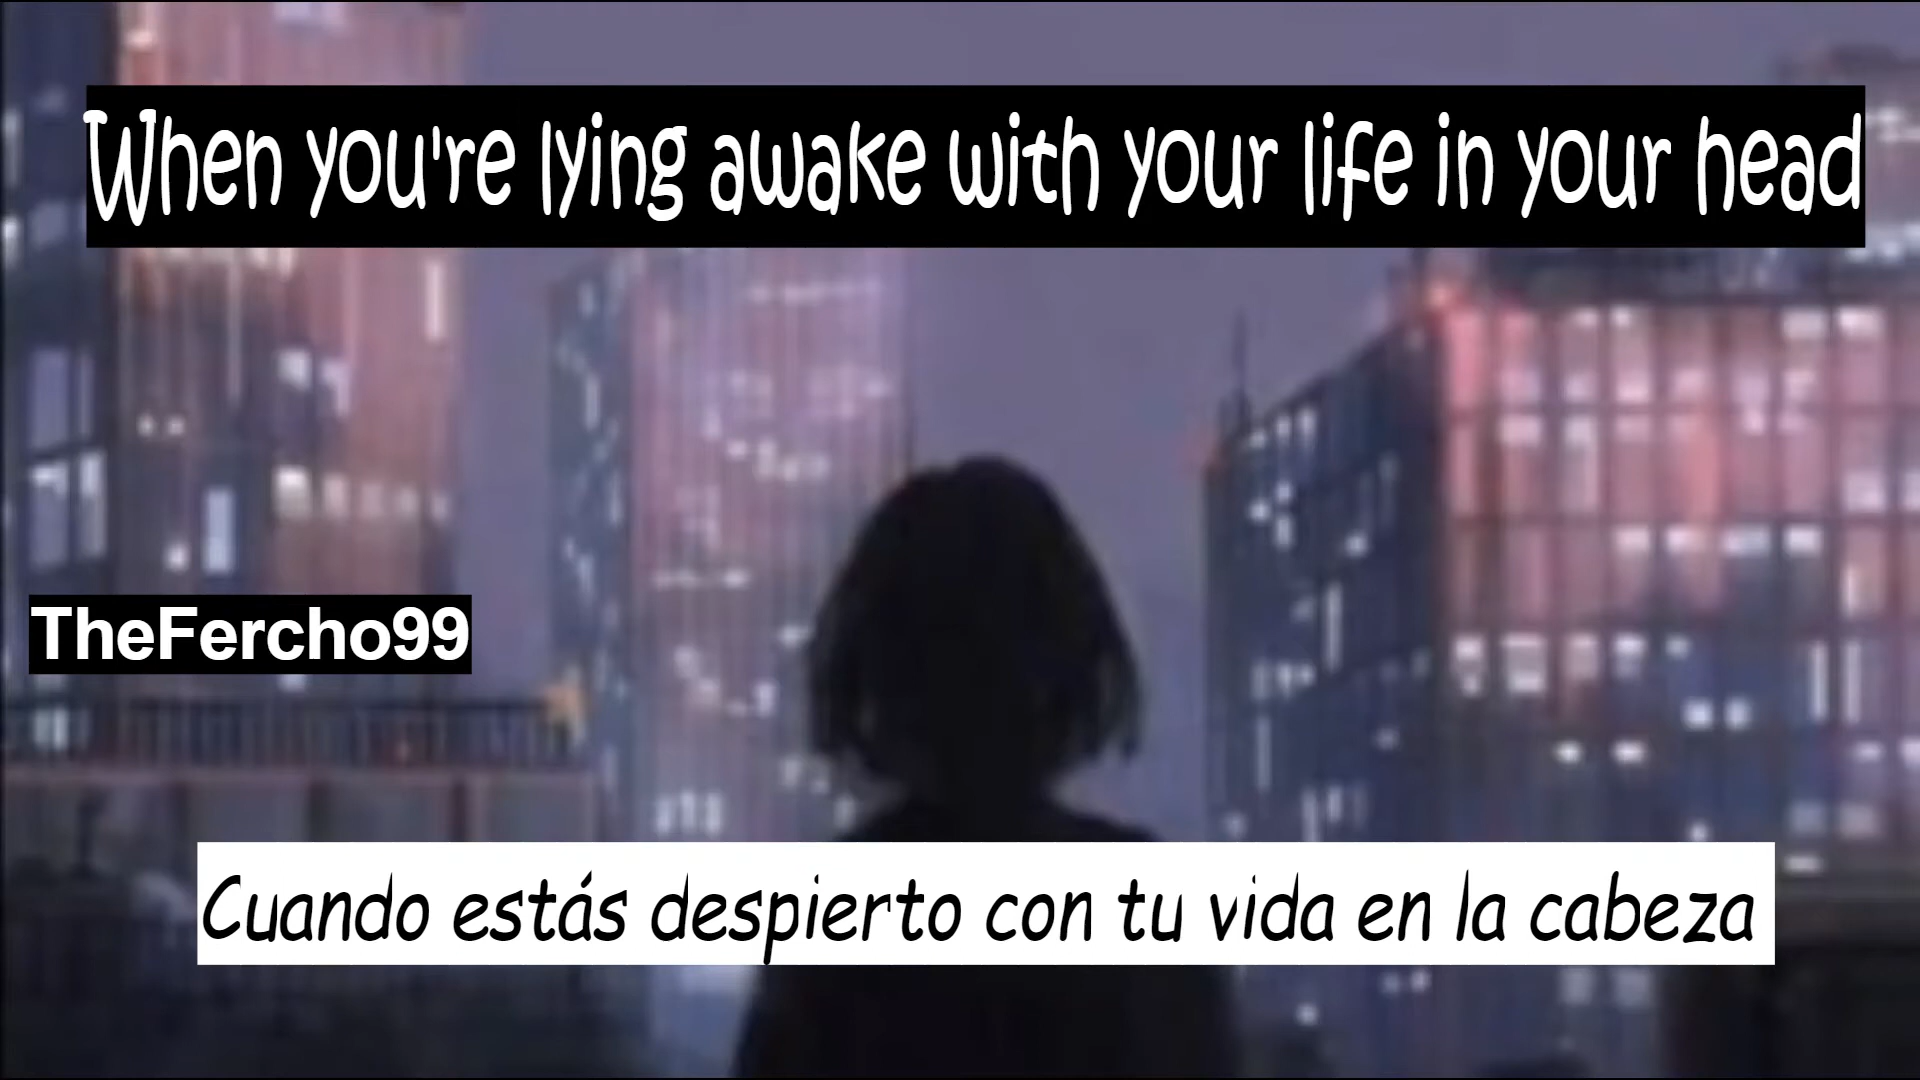 When you're lying awake with your life in your head
TheFercho99
Cuando estás despierto con tu vida en la cabeza